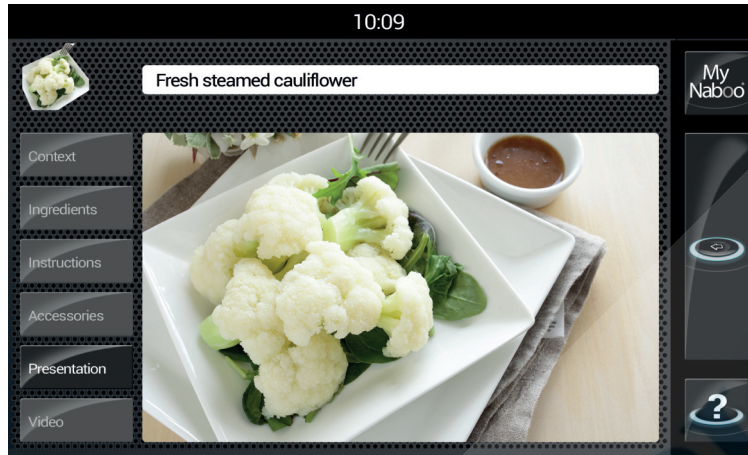 10:09
Fresh steamed cauliflower
My
Naboo
Context
Ingredients
Instructions
Accessories
Presentation
Video
?